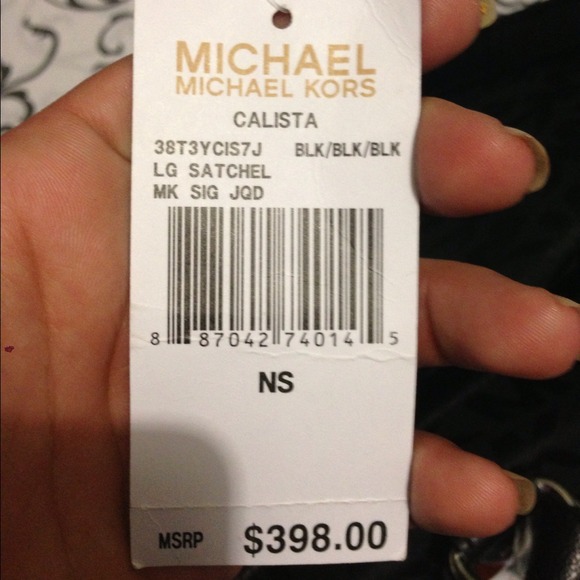 MICHAEL
MICHAEL KORS
CALISTA
38T3YCIS7J BLK/BLK/BLK
LG SATCHEL
MK SIG JQD
8 87042 74014 5
NS
MSRP $398.00